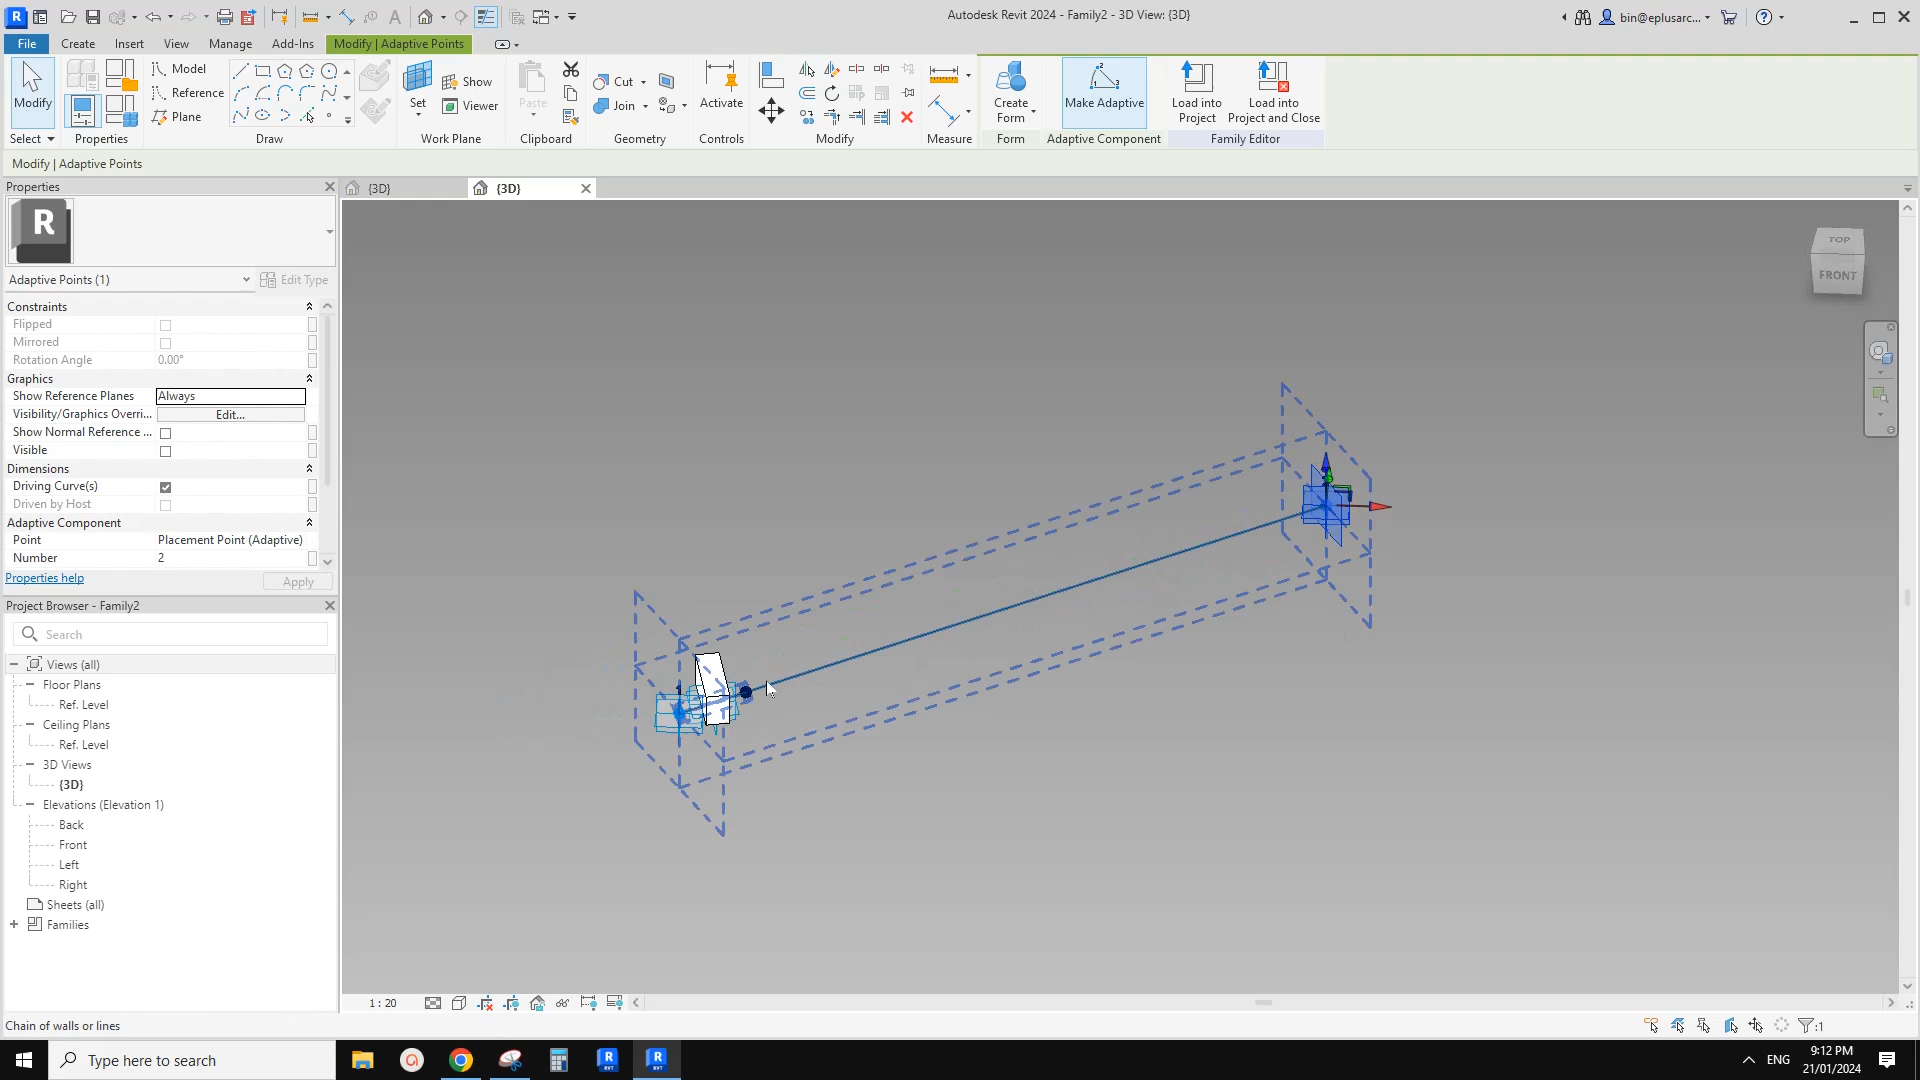 Autodesk Revit 2024 - Family2 - 3D View: {3D}
bin@eplusarc...
File
Create
Insert
View
Manage
Add-Ins
Modify | Adaptive Points
Modify
Select
Properties
Model
Reference
Plane
Draw
Set
Show
Viewer
Work Plane
Paste
Clipboard
Cut
Join
Geometry
Activate
Controls
Modify
Measure
Create
Form
Form
Make Adaptive
Adaptive Component
Load into
Project
Load into
Project and Close
Family Editor
Modify | Adaptive Points
Properties
{3D}
{3D}
R
Adaptive Points (1)
Edit Type
Constraints
Flipped
Mirrored
Rotation Angle 0.00°
Graphics
Show Reference Planes Always
Visibility/Graphics Overri... Edit...
Show Normal Reference ...
Visible
Dimensions
Driving Curve(s)
Driven by Host
Adaptive Component
Point Placement Point (Adaptive)
Number 2
Properties help
Apply
Project Browser - Family2
Search
Views (all)
Floor Plans
Ref. Level
Ceiling Plans
Ref. Level
3D Views
{3D}
Elevations (Elevation 1)
Back
Front
Left
Right
Sheets (all)
Families
TOP
FRONT
1 : 20
Chain of walls or lines
:1
Type here to search
ENG
9:12 PM
21/01/2024